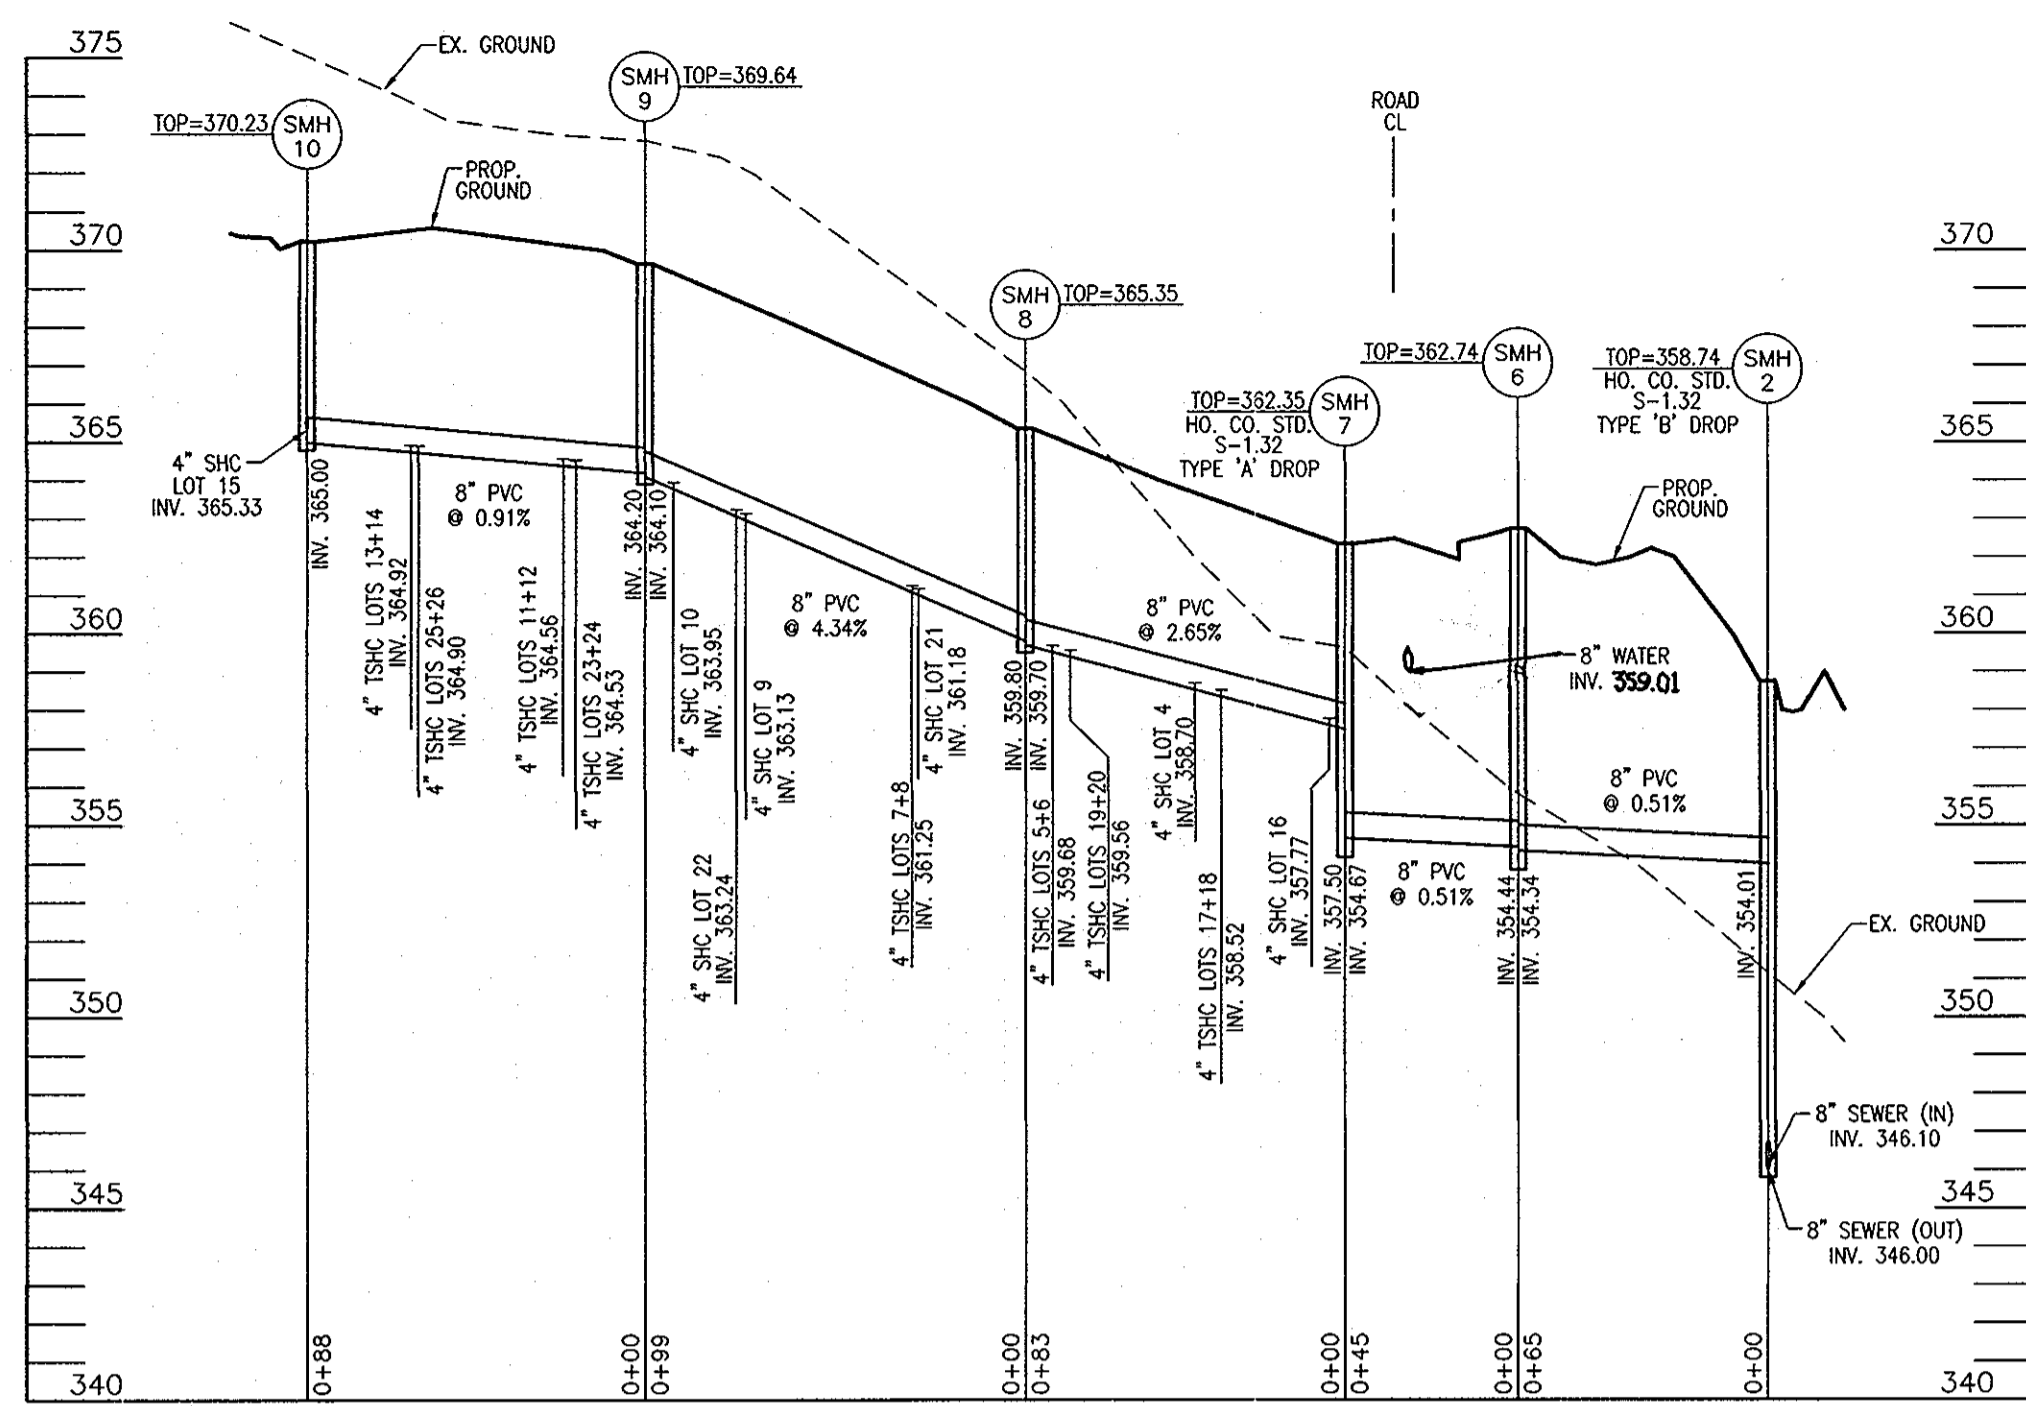 375
370
365
360
355
350
345
340
EX. GROUND
TOP=370.23
SMH
10
PROP.
GROUND
SMH
9
TOP=369.64
SMH
8
TOP=365.35
ROAD
CL
TOP=362.35
HO. CO. STD.
S-1.32
TYPE 'A' DROP
SMH
7
TOP=362.74
SMH
6
TOP=358.74
HO. CO. STD.
S-1.32
TYPE 'B' DROP
SMH
2
4" SHC
LOT 15
INV. 365.33
INV. 365.00
4" TSHC LOTS 13+14
INV. 364.92
4" TSHC LOTS 25+26
INV. 364.90
8" PVC
@ 0.91%
4" TSHC LOTS 11+12
INV. 364.56
4" TSHC LOTS 23+24
INV. 364.53
INV. 364.20
INV. 364.10
4" SHC LOT 10
INV. 363.95
4" SHC LOT 22
INV. 363.24
4" SHC LOT 9
INV. 363.13
8" PVC
@ 4.34%
4" TSHC LOTS 7+8
INV. 361.25
4" SHC LOT 21
INV. 361.18
INV. 359.80
INV. 359.70
4" TSHC LOTS 5+6
INV. 359.68
4" TSHC LOTS 19+20
INV. 359.56
8" PVC
@ 2.65%
4" SHC LOT 4
INV. 358.70
4" TSHC LOTS 17+18
INV. 358.52
4" SHC LOT 16
INV. 357.77
INV. 357.50
INV. 354.67
8" PVC
@ 0.51%
8" WATER
INV. 359.01
INV. 354.44
INV. 354.34
PROP.
GROUND
8" PVC
@ 0.51%
INV. 354.01
EX. GROUND
8" SEWER (IN)
INV. 346.10
8" SEWER (OUT)
INV. 346.00
0+88
0+00
0+99
0+00
0+83
0+00
0+45
0+00
0+65
0+00
370
365
360
355
350
345
340